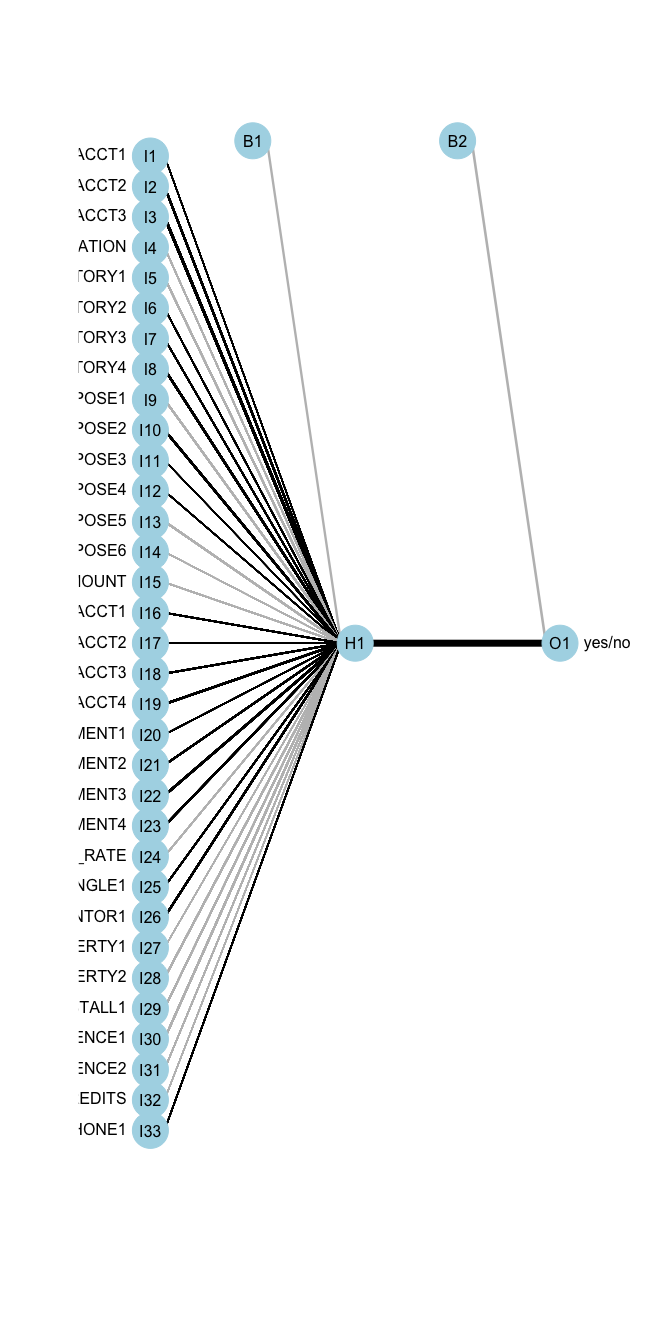 B1 B2
ACCT1 I1
ACCT2 I2
ACCT3 I3
ATION I4
TORY1 I5
TORY2 I6
TORY3 I7
TORY4 I8
POSE1 I9
POSE2 I10
POSE3 I11
POSE4 I12
POSE5 I13
POSE6 I14
MOUNT I15
ACCT1 I16
ACCT2 I17 H1 O1 yes/no
ACCT3 I18
ACCT4 I19
MENT1 I20
MENT2 I21
MENT3 I22
MENT4 I23
_RATE I24
NGLE1 I25
NTOR1 I26
ERTY1 I27
ERTY2 I28
TALL1 I29
ENCE1 I30
ENCE2 I31
EDITS I32
HONE1 I33